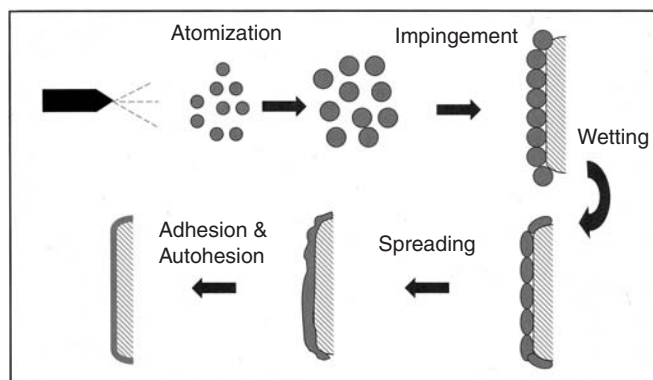 Atomization
Impingement
Wetting
Spreading
Adhesion &
Autohesion